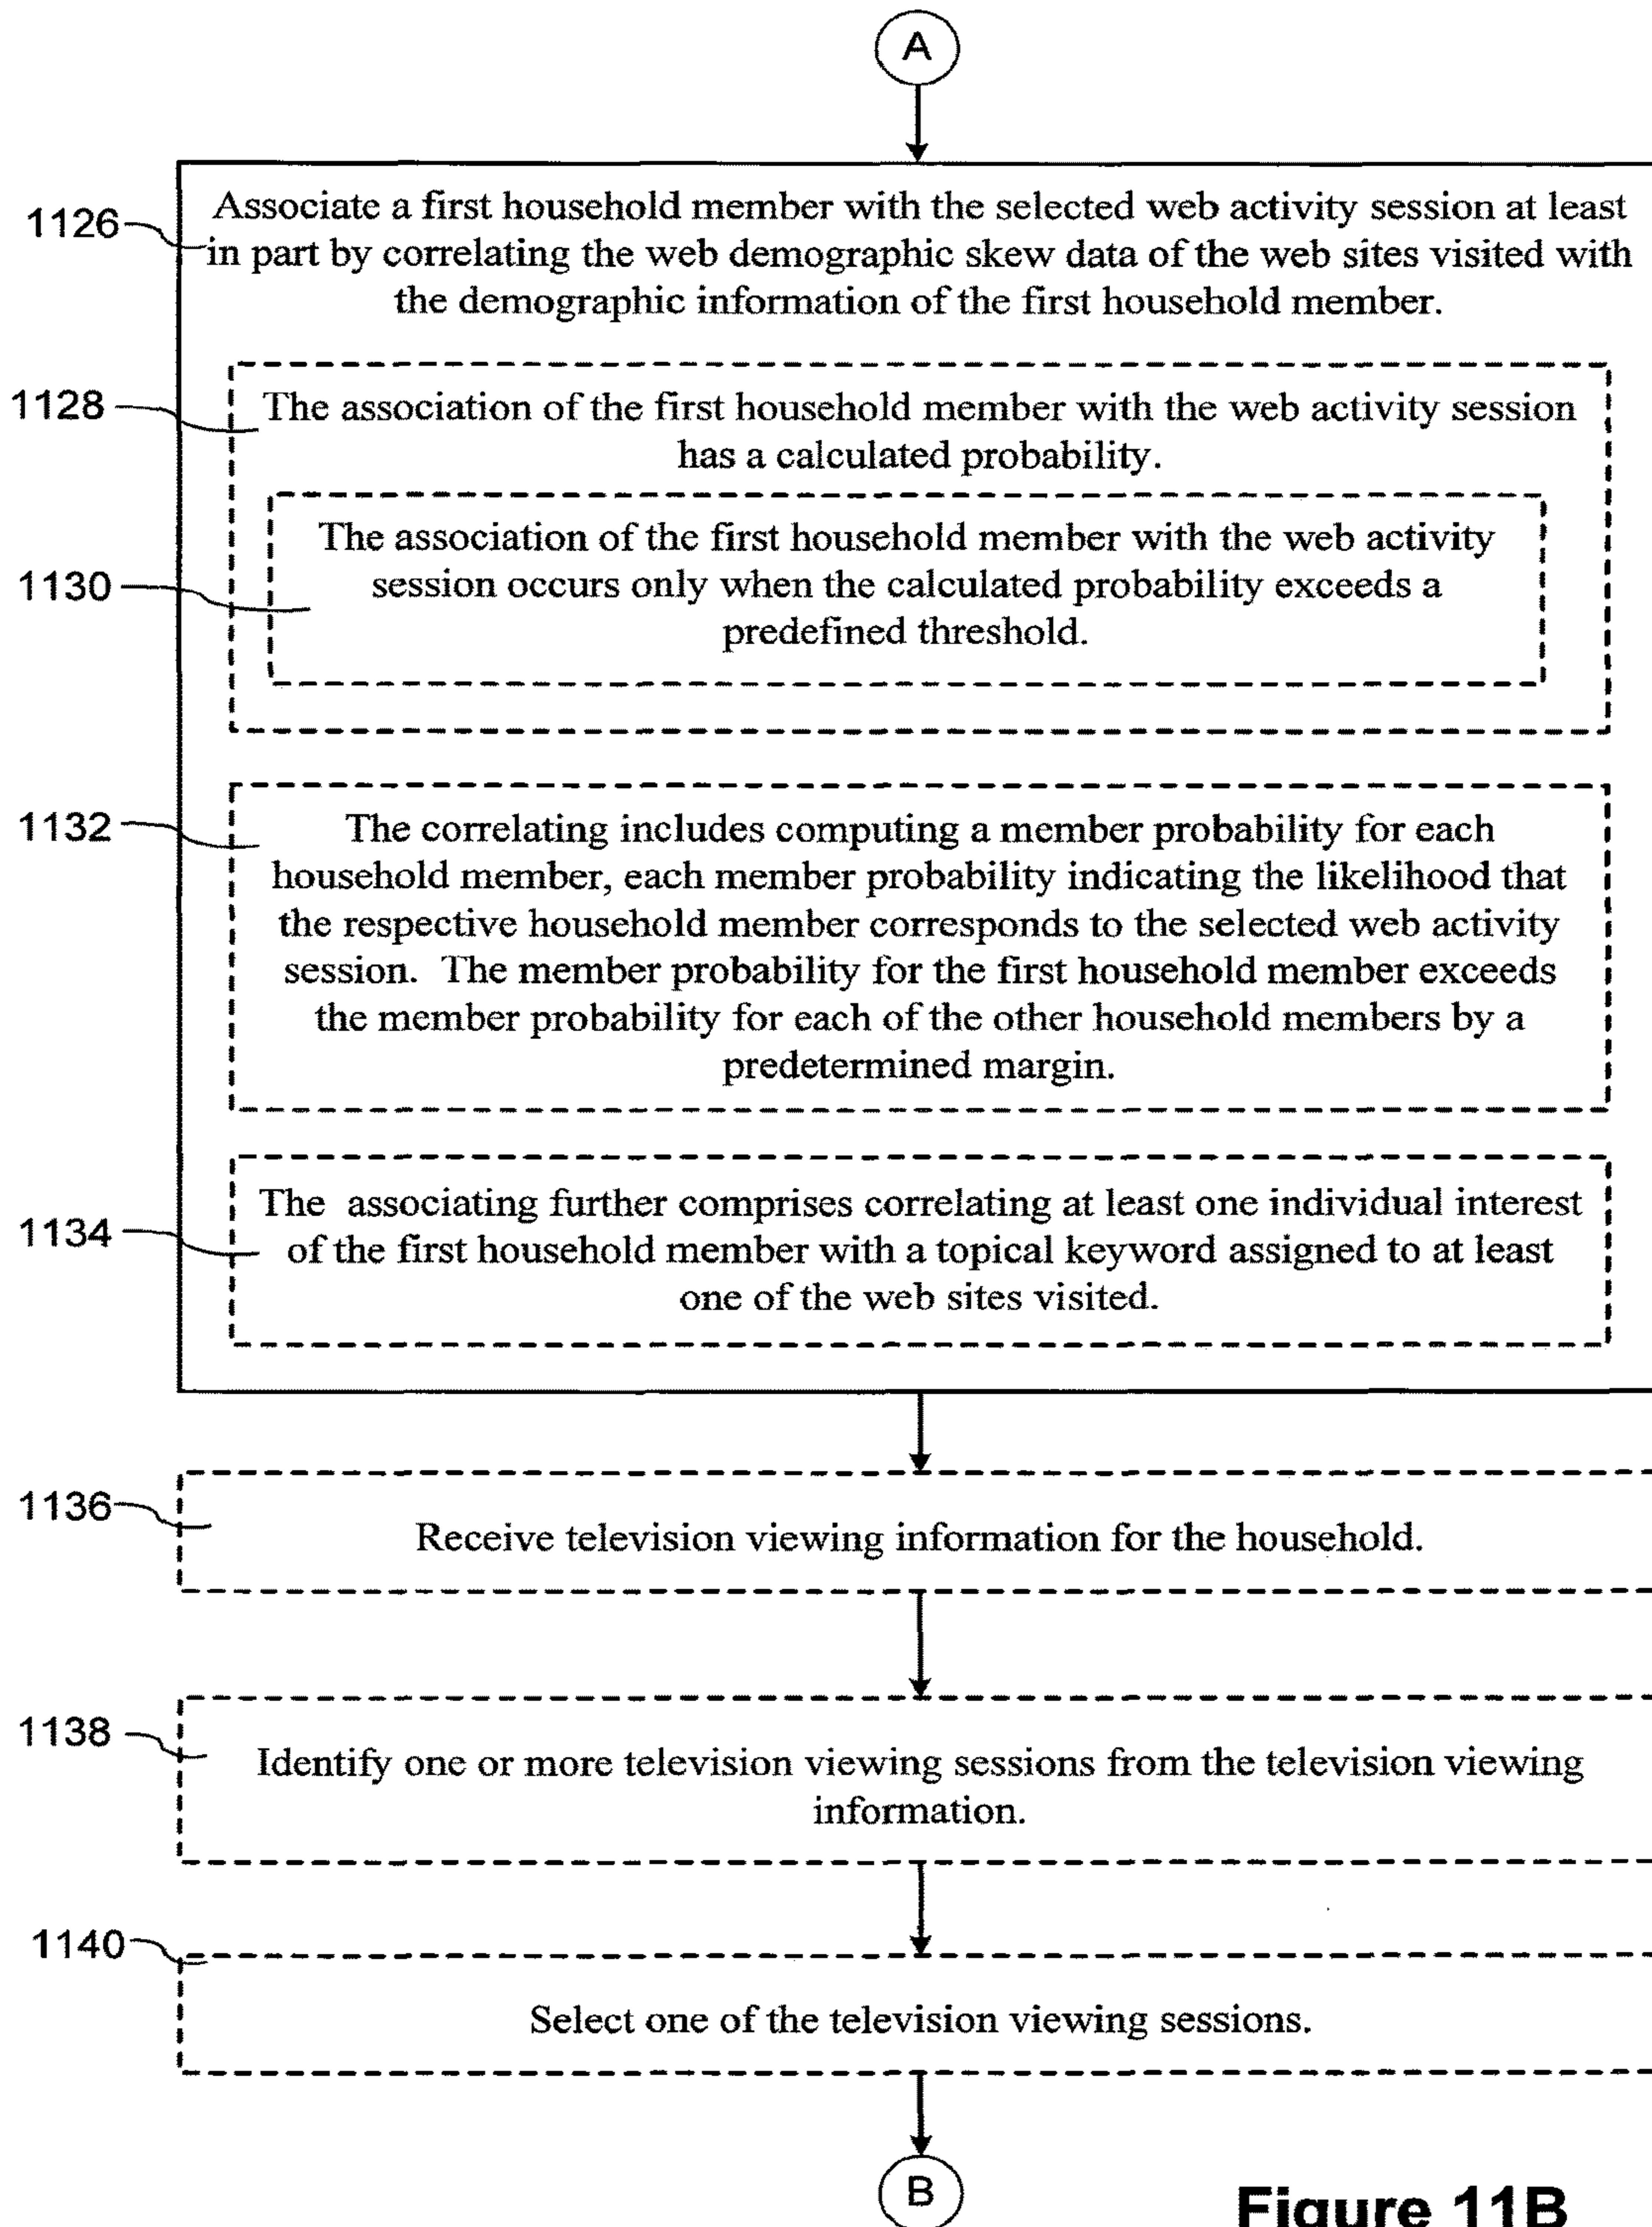 A
1126
Associate a first household member with the selected web activity session at least
in part by correlating the web demographic skew data of the web sites visited with
the demographic information of the first household member.
1128
The association of the first household member with the web activity session
has a calculated probability.
1130
The association of the first household member with the web activity
session occurs only when the calculated probability exceeds a
predefined threshold.
1132
The correlating includes computing a member probability for each
household member, each member probability indicating the likelihood that
the respective household member corresponds to the selected web activity
session. The member probability for the first household member exceeds
the member probability for each of the other household members by a
predetermined margin.
1134
The associating further comprises correlating at least one individual interest
of the first household member with a topical keyword assigned to at least
one of the web sites visited.
1136
Receive television viewing information for the household.
1138
Identify one or more television viewing sessions from the television viewing
information.
1140
Select one of the television viewing sessions.
B
Figure 11B